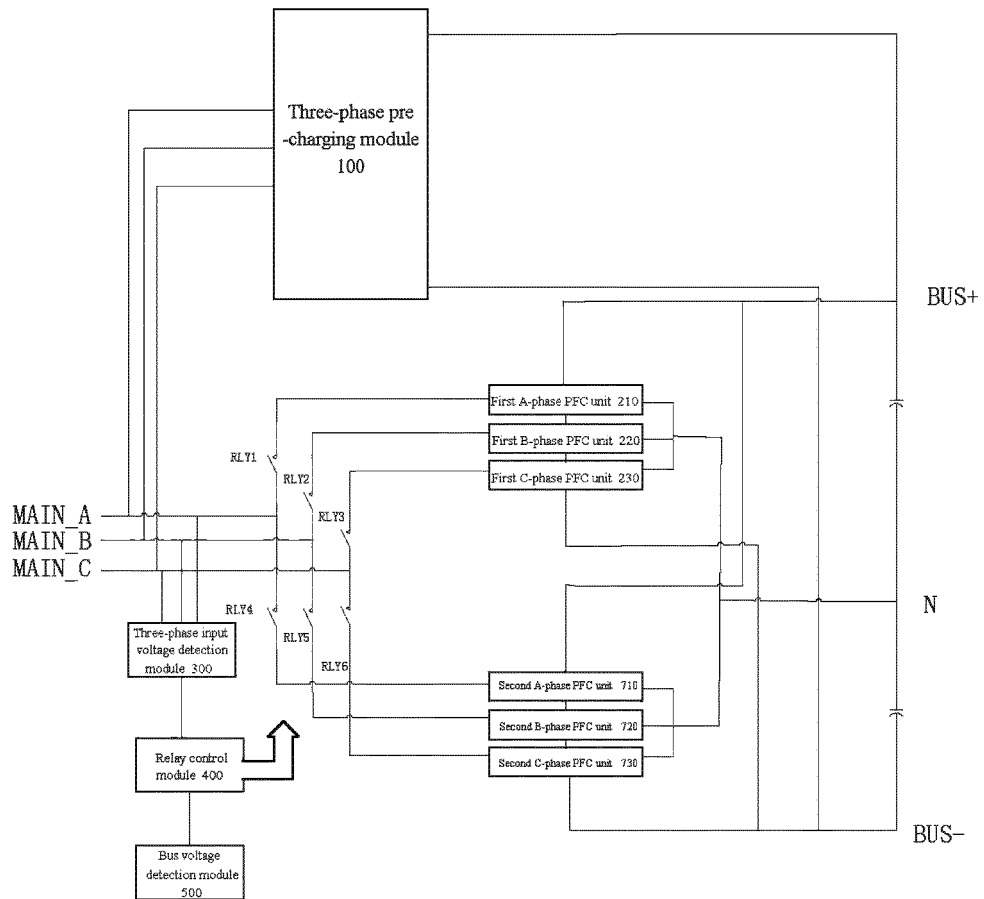 Three-phase pre
-charging module
100
BUS+
First A-phase PFC unit 210
First B-phase PFC unit 220
First C-phase PFC unit 230
RLY1
RLY2
RLY3
MAIN_A
MAIN_B
MAIN_C
N
RLY4
RLY5
RLY6
Three-phase input
voltage detection
module 300
Second A-phase PFC unit 710
Second B-phase PFC unit 720
Second C-phase PFC unit 730
Relay control
module 400
BUS-
Bus voltage
detection module
500